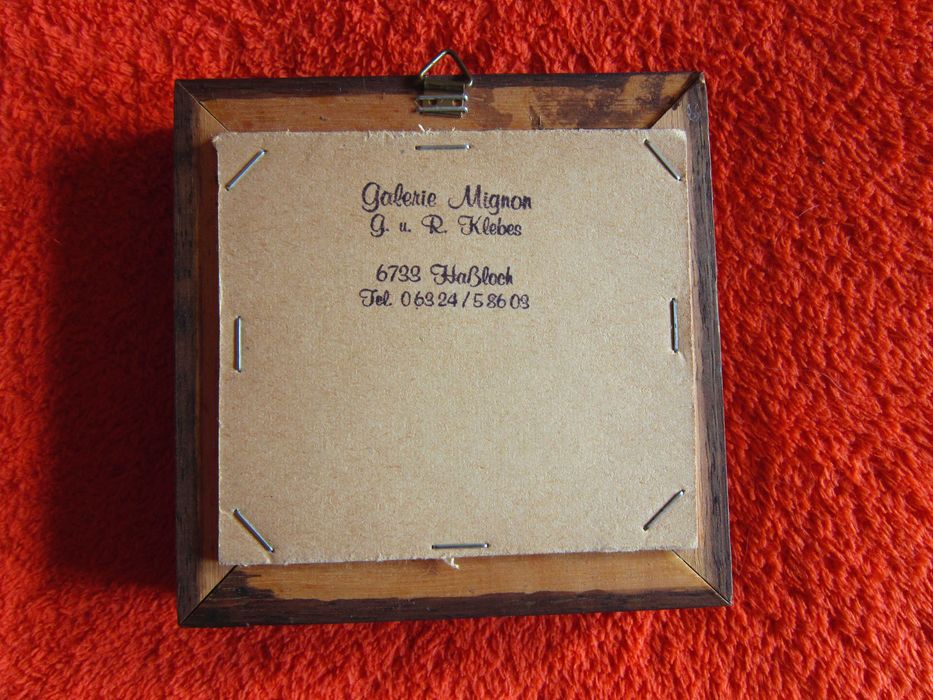 Galerie Mignon
G. u. R. Klebes
6733 Haßloch
Tel. 06324/58603